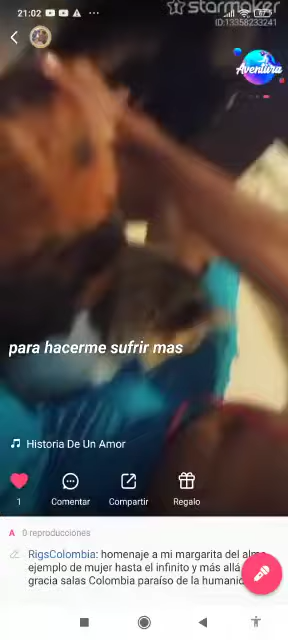 21:02
starmaker
ID:13358233241
Aventura
para hacerme sufrir mas
Historia De Un Amor
1 Comentar Compartir Regalo
A 0 reproducciones
RigsColombia: homenaje a mi margarita del alma
ejemplo de mujer hasta el infinito y más allá
gracia salas Colombia paraíso de la humani